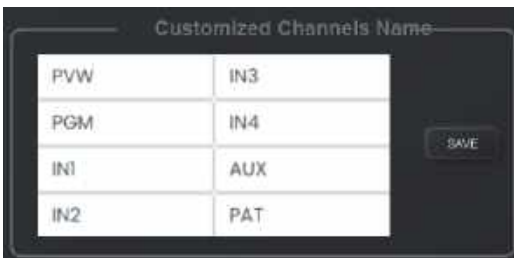 Customized Channels Name
PVW IN3
PGM IN4
SAVE
IN1 AUX
IN2 PAT